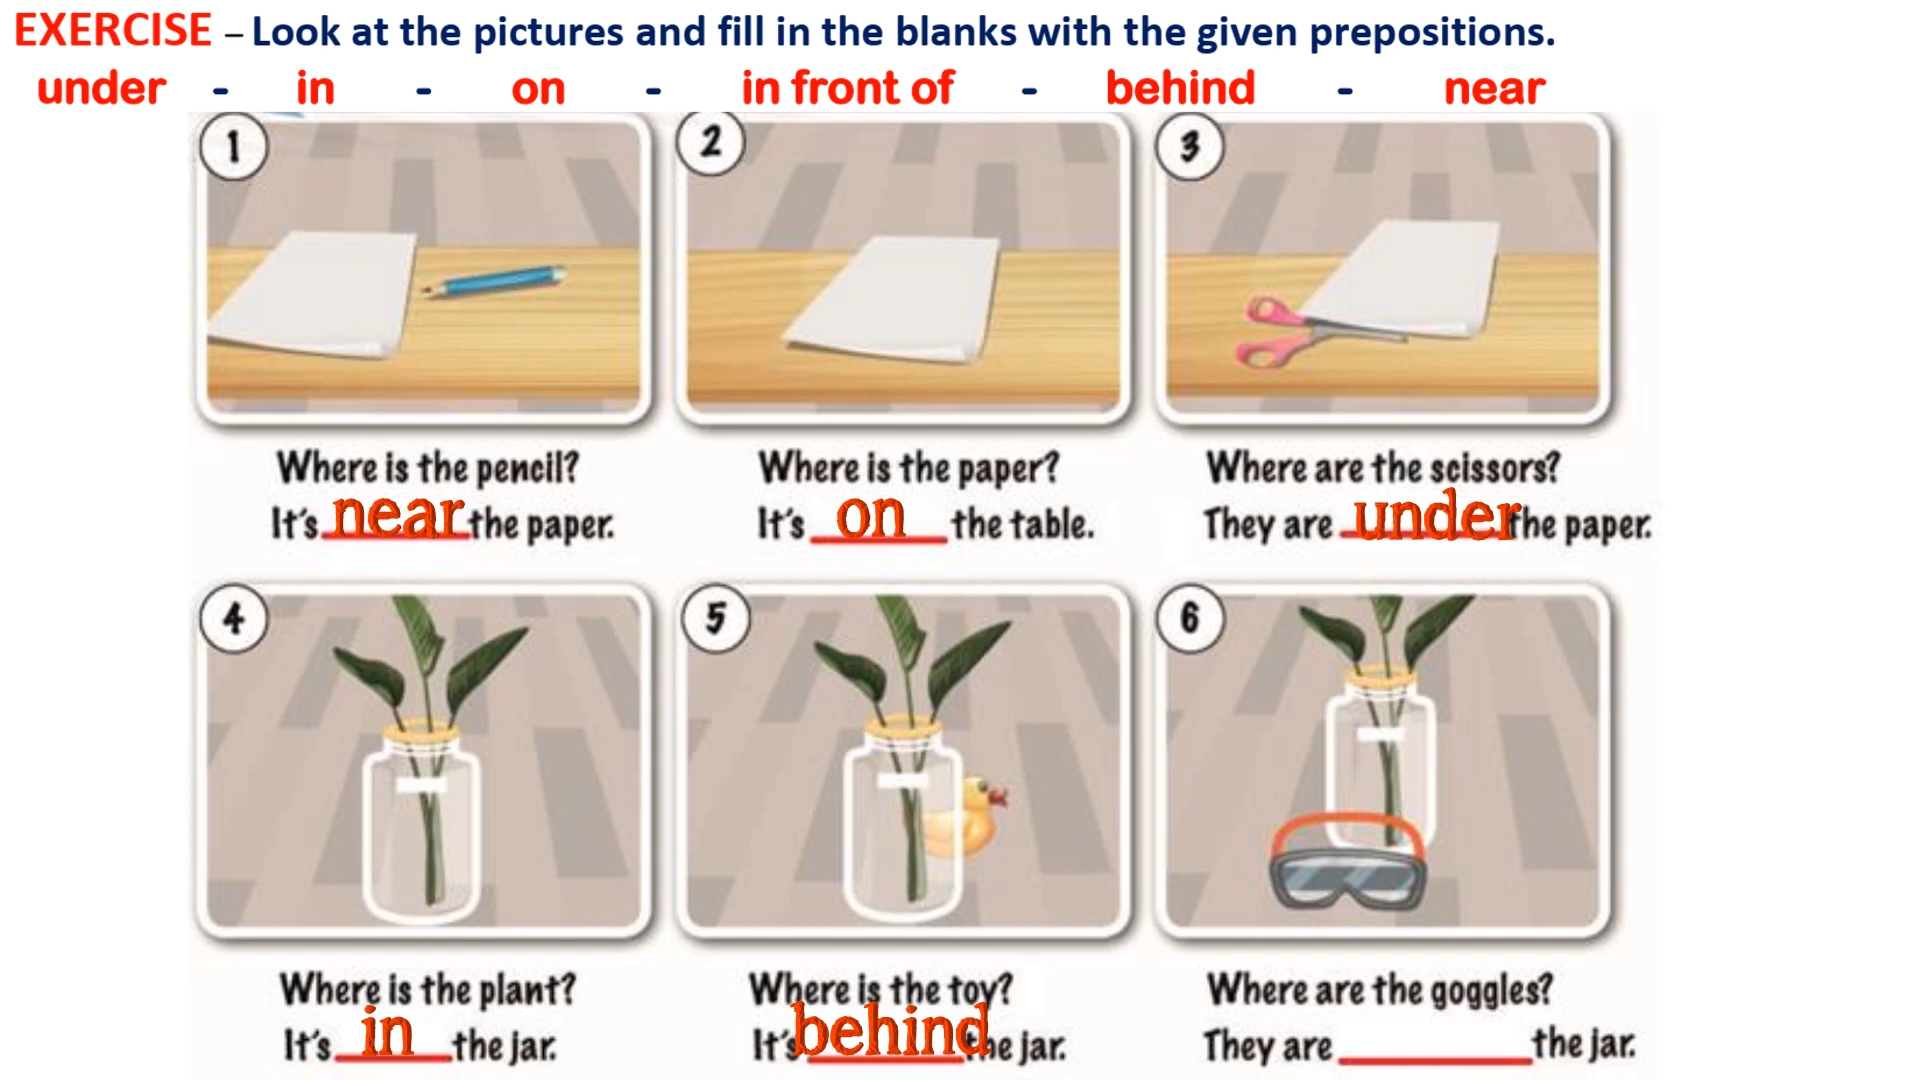 EXERCISE – Look at the pictures and fill in the blanks with the given prepositions.
under - in - on - in front of - behind - near
1
2
3
Where is the pencil?
It's near the paper.
Where is the paper?
It's on the table.
Where are the scissors?
They are under the paper.
4
5
6
Where is the plant?
It's in the jar.
Where is the toy?
It's behind the jar.
Where are the goggles?
They are __________ the jar.